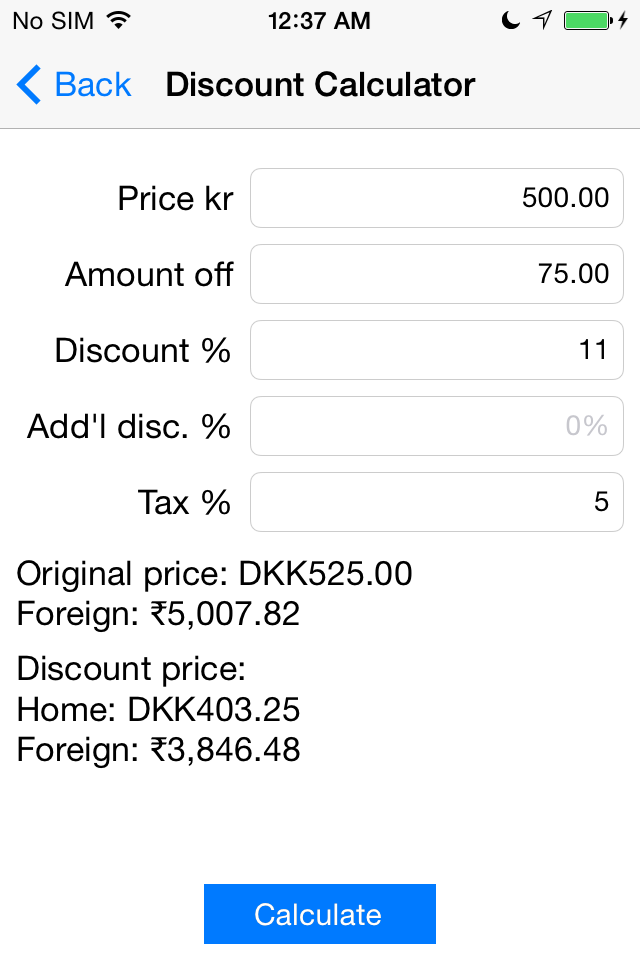 No SIM 12:37 AM
Back Discount Calculator
Price kr 500.00
Amount off 75.00
Discount % 11
Add'l disc. % 0%
Tax % 5
Original price: DKK525.00
Foreign: ₹5,007.82
Discount price:
Home: DKK403.25
Foreign: ₹3,846.48
Calculate